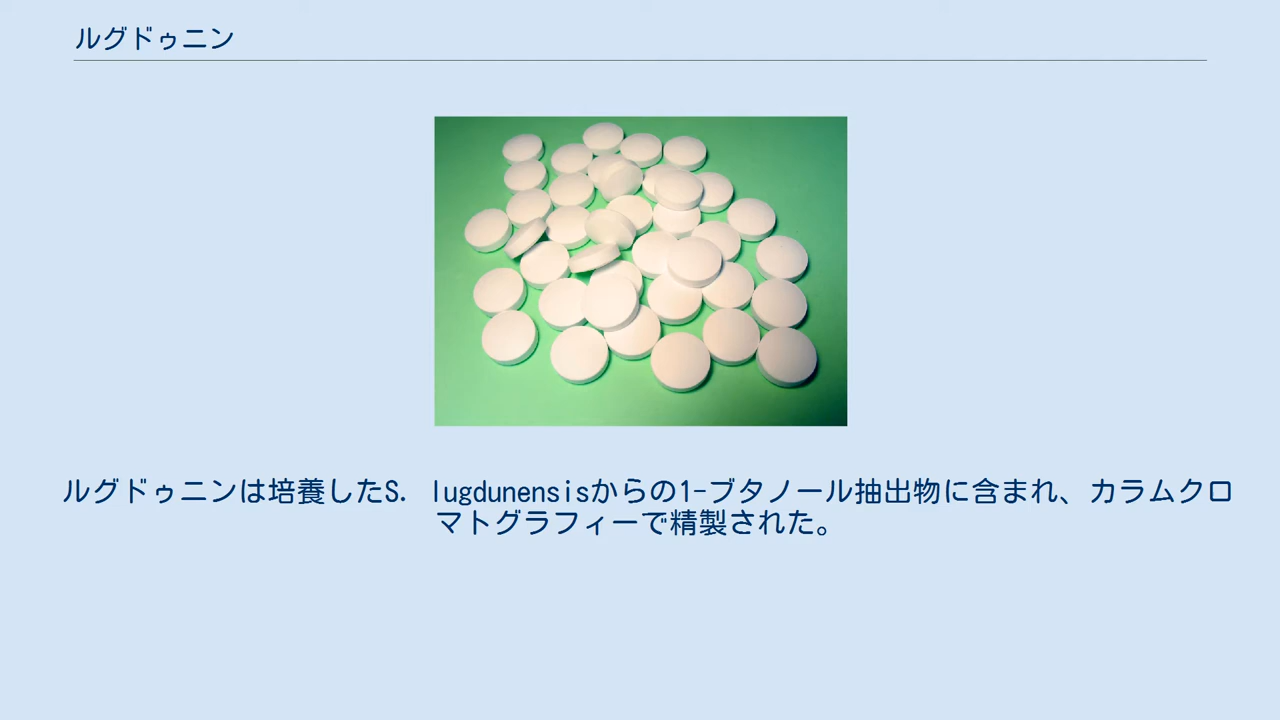 ルグドゥニン
ルグドゥニンは培養したS. lugdunensisからの1-ブタノール抽出物に含まれ、カラムクロ
マトグラフィーで精製された。